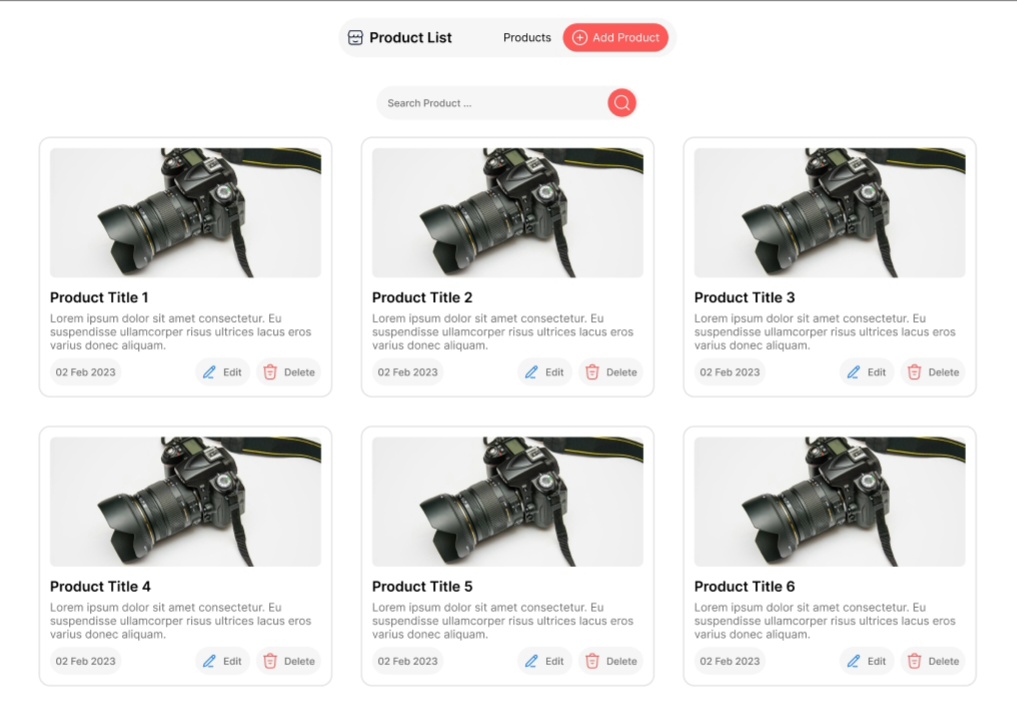 Product List Products Add Product
Search Product ...
Product Title 1
Lorem ipsum dolor sit amet consectetur. Eu
suspendisse ullamcorper risus ultrices lacus eros
varius donec aliquam.
02 Feb 2023 Edit Delete
Product Title 2
Lorem ipsum dolor sit amet consectetur. Eu
suspendisse ullamcorper risus ultrices lacus eros
varius donec aliquam.
02 Feb 2023 Edit Delete
Product Title 3
Lorem ipsum dolor sit amet consectetur. Eu
suspendisse ullamcorper risus ultrices lacus eros
varius donec aliquam.
02 Feb 2023 Edit Delete
Product Title 4
Lorem ipsum dolor sit amet consectetur. Eu
suspendisse ullamcorper risus ultrices lacus eros
varius donec aliquam.
02 Feb 2023 Edit Delete
Product Title 5
Lorem ipsum dolor sit amet consectetur. Eu
suspendisse ullamcorper risus ultrices lacus eros
varius donec aliquam.
02 Feb 2023 Edit Delete
Product Title 6
Lorem ipsum dolor sit amet consectetur. Eu
suspendisse ullamcorper risus ultrices lacus eros
varius donec aliquam.
02 Feb 2023 Edit Delete